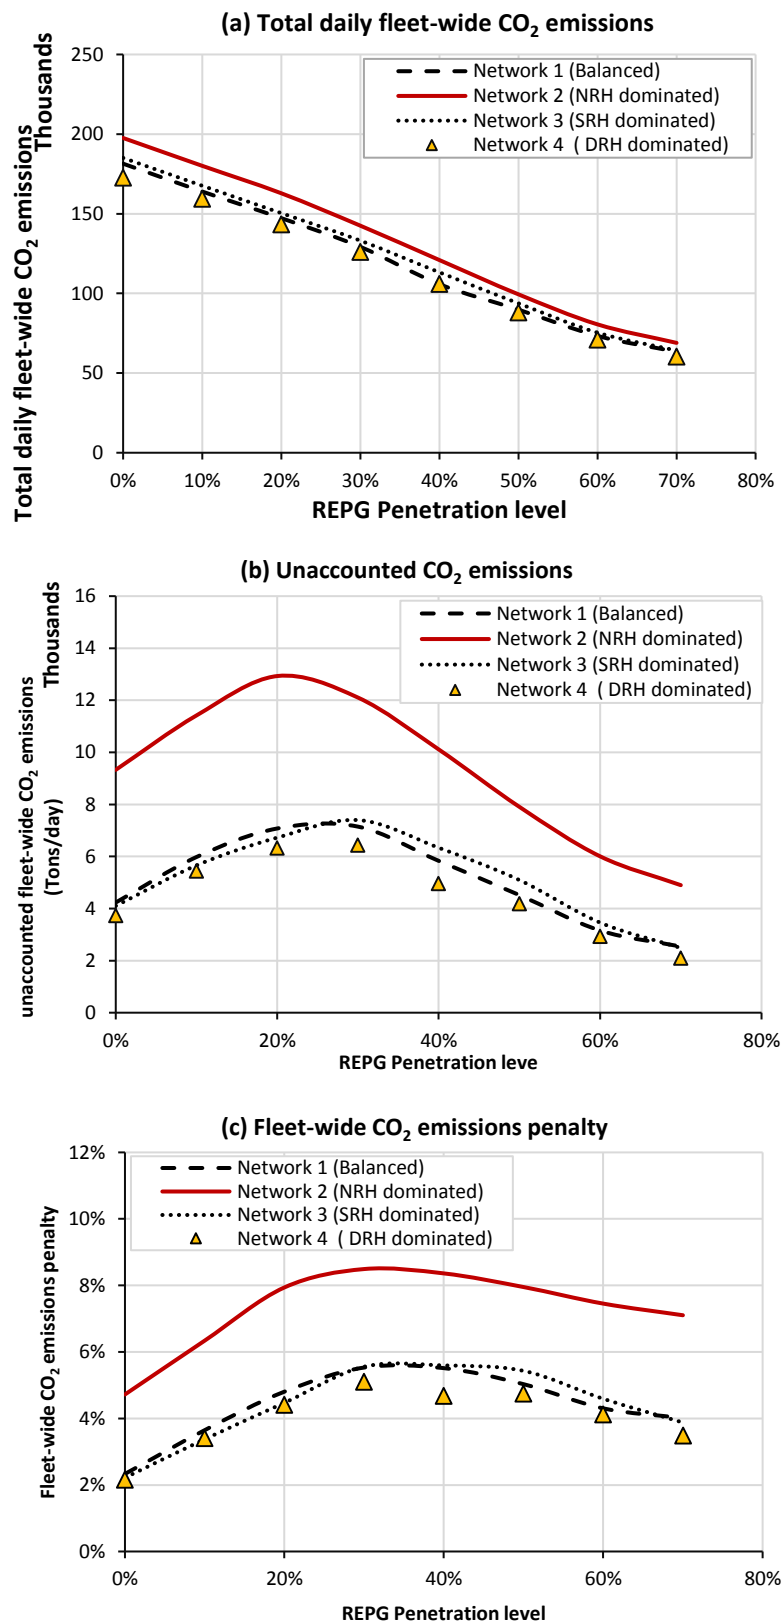 (a) Total daily fleet-wide CO₂ emissions
Total daily fleet-wide CO₂ emissions
Thousands
250
200
150
100
50
0
Network 1 (Balanced)
Network 2 (NRH dominated)
Network 3 (SRH dominated)
Network 4 ( DRH dominated)
0% 10% 20% 30% 40% 50% 60% 70% 80%
REPG Penetration level
(b) Unaccounted CO₂ emissions
unaccounted fleet-wide CO₂ emissions
(Tons/day)
Thousands
16
14
12
10
8
6
4
2
0
Network 1 (Balanced)
Network 2 (NRH dominated)
Network 3 (SRH dominated)
Network 4 ( DRH dominated)
0% 20% 40% 60% 80%
REPG Penetration leve
(c) Fleet-wide CO₂ emissions penalty
Fleet-wide CO₂ emissions penalty
12%
10%
8%
6%
4%
2%
0%
Network 1 (Balanced)
Network 2 (NRH dominated)
Network 3 (SRH dominated)
Network 4 ( DRH dominated)
0% 20% 40% 60% 80%
REPG Penetration level